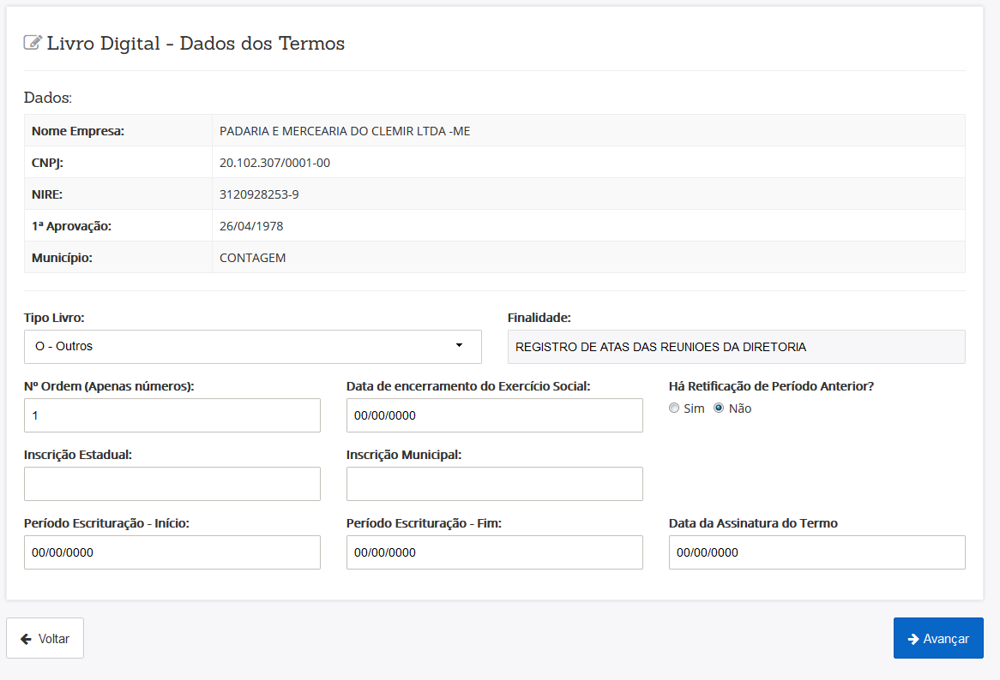 Livro Digital - Dados dos Termos
Dados:
Nome Empresa: PADARIA E MERCEARIA DO CLEMIR LTDA -ME
CNPJ: 20.102.307/0001-00
NIRE: 3120928253-9
1ª Aprovação: 26/04/1978
Município: CONTAGEM
Tipo Livro: Finalidade:
O - Outros REGISTRO DE ATAS DAS REUNIOES DA DIRETORIA
Nº Ordem (Apenas números): Data de encerramento do Exercício Social: Há Retificação de Período Anterior?
1 00/00/0000 Sim Não
Inscrição Estadual: Inscrição Municipal:
Período Escrituração - Início: Período Escrituração - Fim: Data da Assinatura do Termo
00/00/0000 00/00/0000 00/00/0000
Voltar Avançar